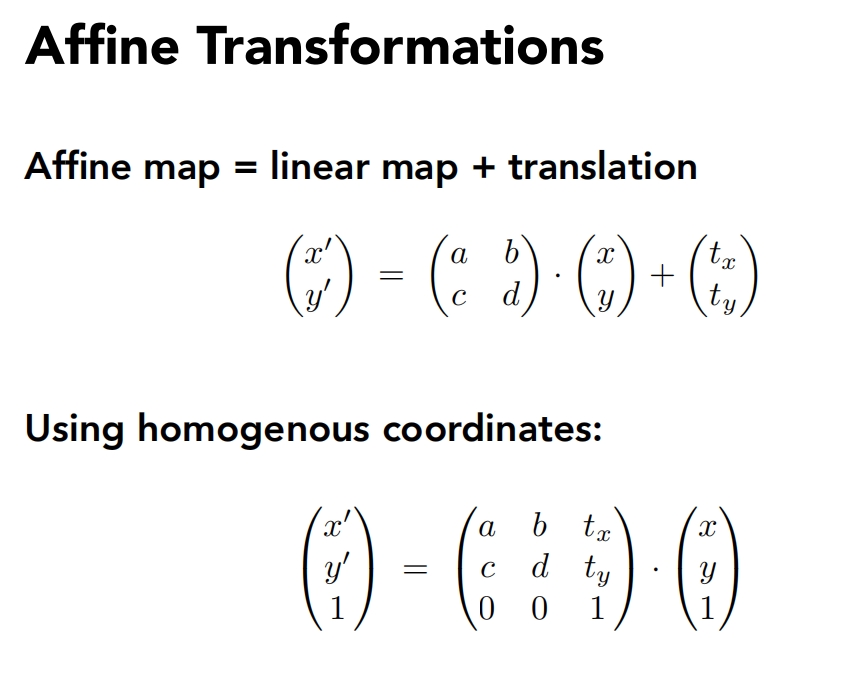 Affine Transformations
Affine map = linear map + translation
\begin{pmatrix} x' \\ y' \end{pmatrix} = \begin{pmatrix} a & b \\ c & d \end{pmatrix} \cdot \begin{pmatrix} x \\ y \end{pmatrix} + \begin{pmatrix} t_x \\ t_y \end{pmatrix}
Using homogenous coordinates:
\begin{pmatrix} x' \\ y' \\ 1 \end{pmatrix} = \begin{pmatrix} a & b & t_x \\ c & d & t_y \\ 0 & 0 & 1 \end{pmatrix} \cdot \begin{pmatrix} x \\ y \\ 1 \end{pmatrix}